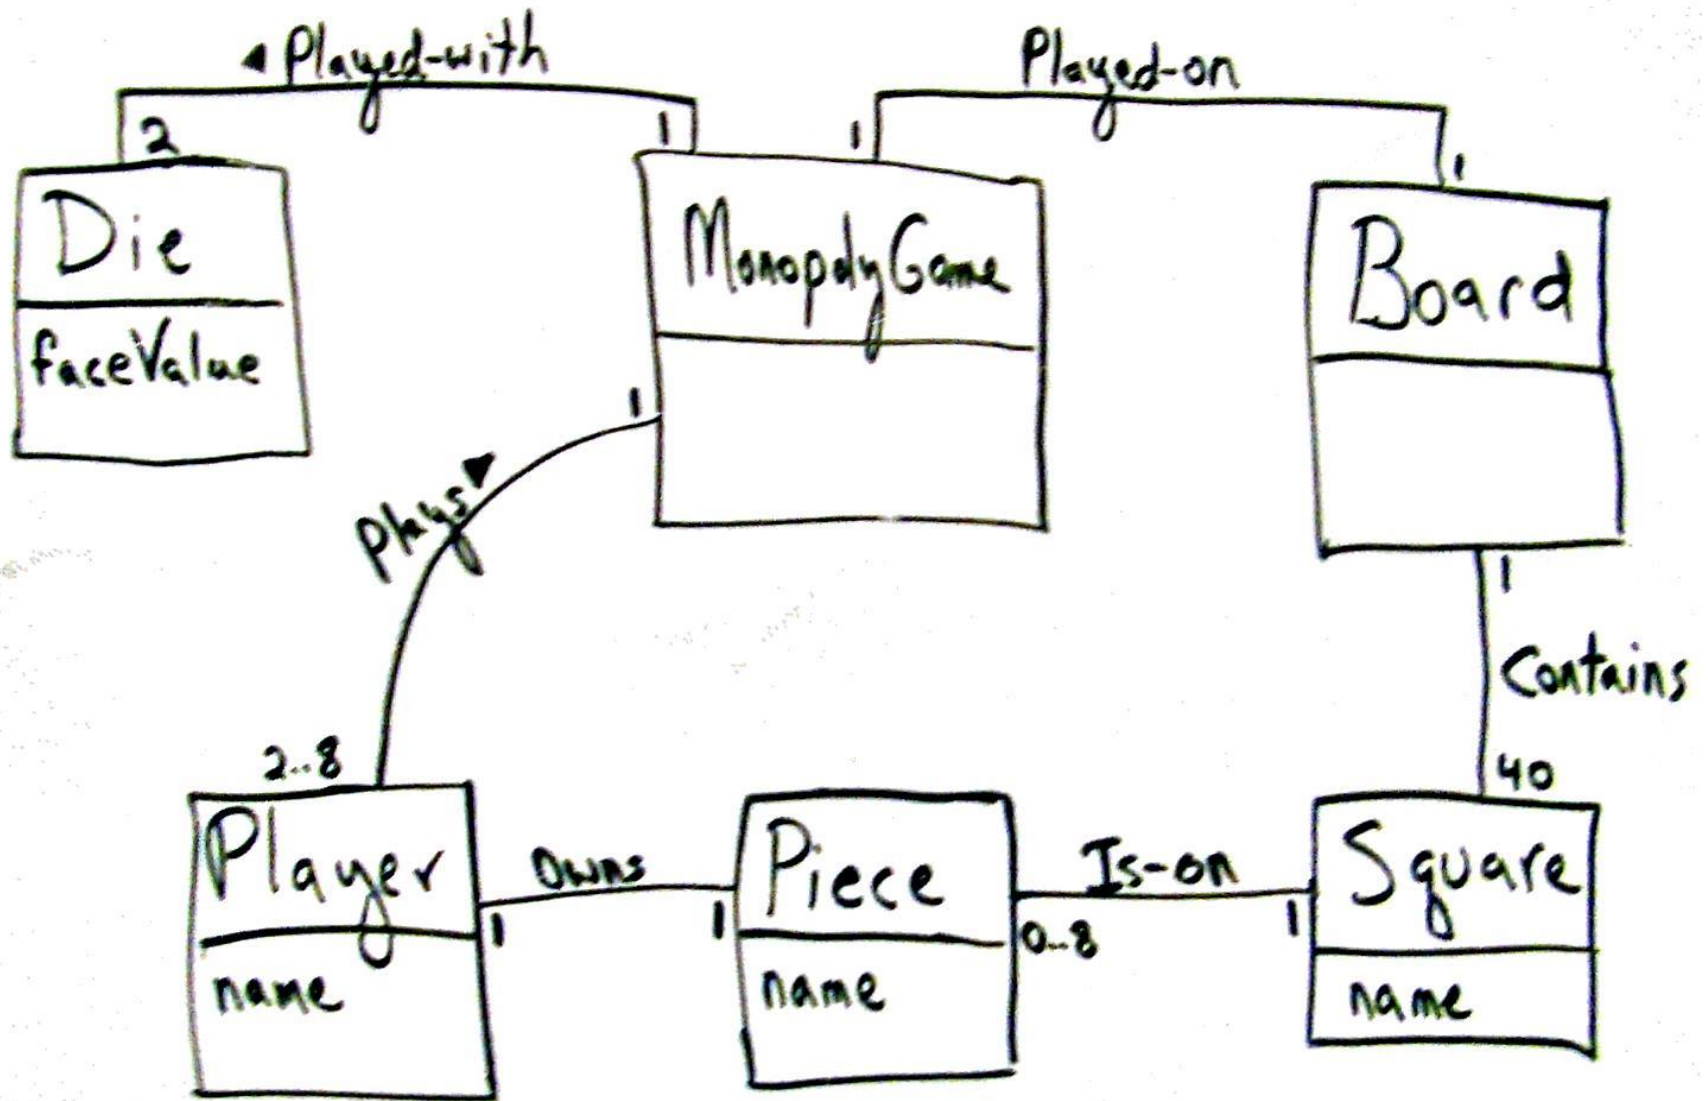 ◄ Played-with
Played-on
2
1
1
1
Die
faceValue
MonopolyGame
Board
1
Plays ►
1
Contains
2..8
40
Player
name
Owns
1
1
Piece
name
Is-on
0..8
1
Square
name